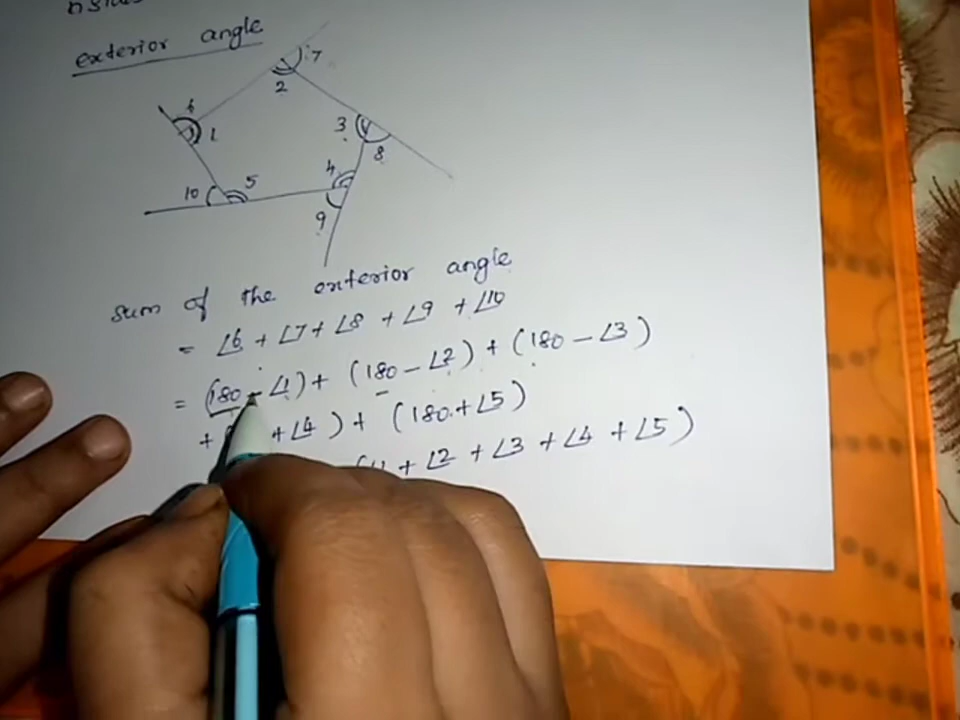 exterior angle
7
2
6
1
3
8
4
10
5
9
sum of the exterior angle
= ∠6 + ∠7 + ∠8 + ∠9 + ∠10
= (180 - ∠1) + (180 - ∠2) + (180 - ∠3)
+ ( + ∠4) + (180 + ∠5)
+ ∠2 + ∠3 + ∠4 + ∠5)